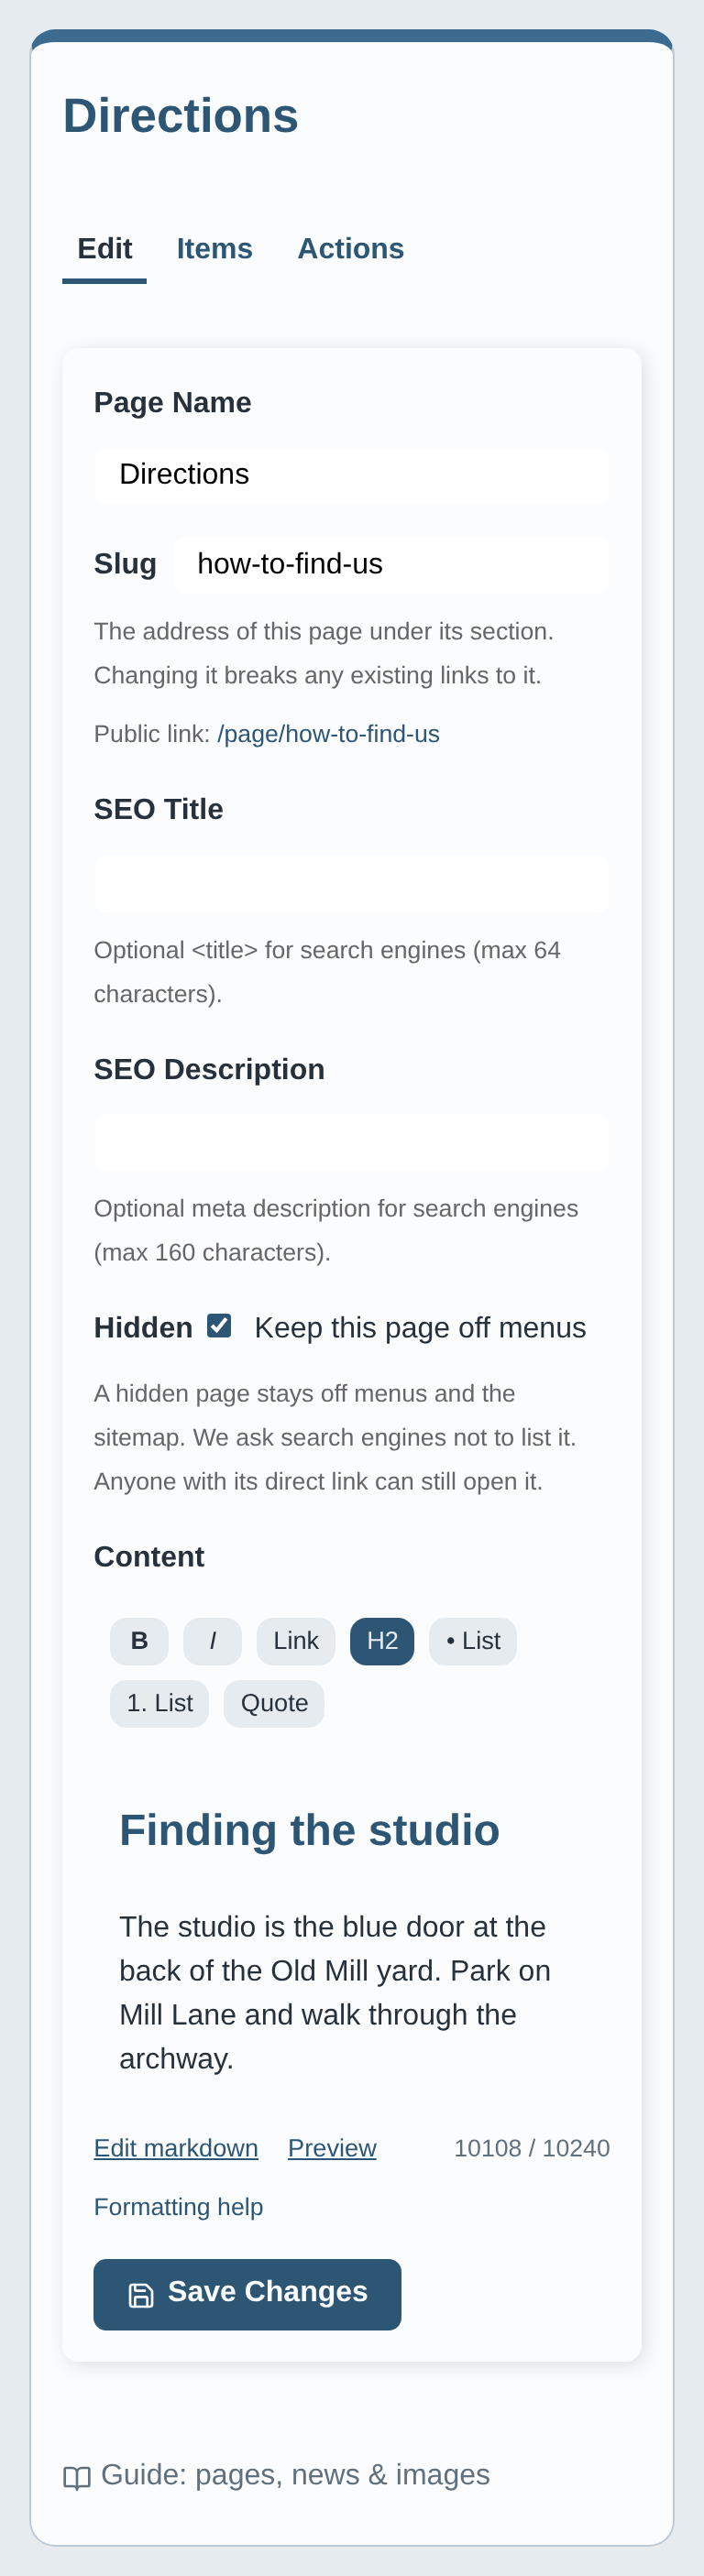 Directions
Edit Items Actions
Page Name
Directions
Slug how-to-find-us
The address of this page under its section.
Changing it breaks any existing links to it.
Public link: /page/how-to-find-us
SEO Title
Optional <title> for search engines (max 64
characters).
SEO Description
Optional meta description for search engines
(max 160 characters).
Hidden Keep this page off menus
A hidden page stays off menus and the
sitemap. We ask search engines not to list it.
Anyone with its direct link can still open it.
Content
B I Link H2 • List
1. List Quote
Finding the studio
The studio is the blue door at the
back of the Old Mill yard. Park on
Mill Lane and walk through the
archway.
Edit markdown Preview 10108 / 10240
Formatting help
Save Changes
Guide: pages, news & images